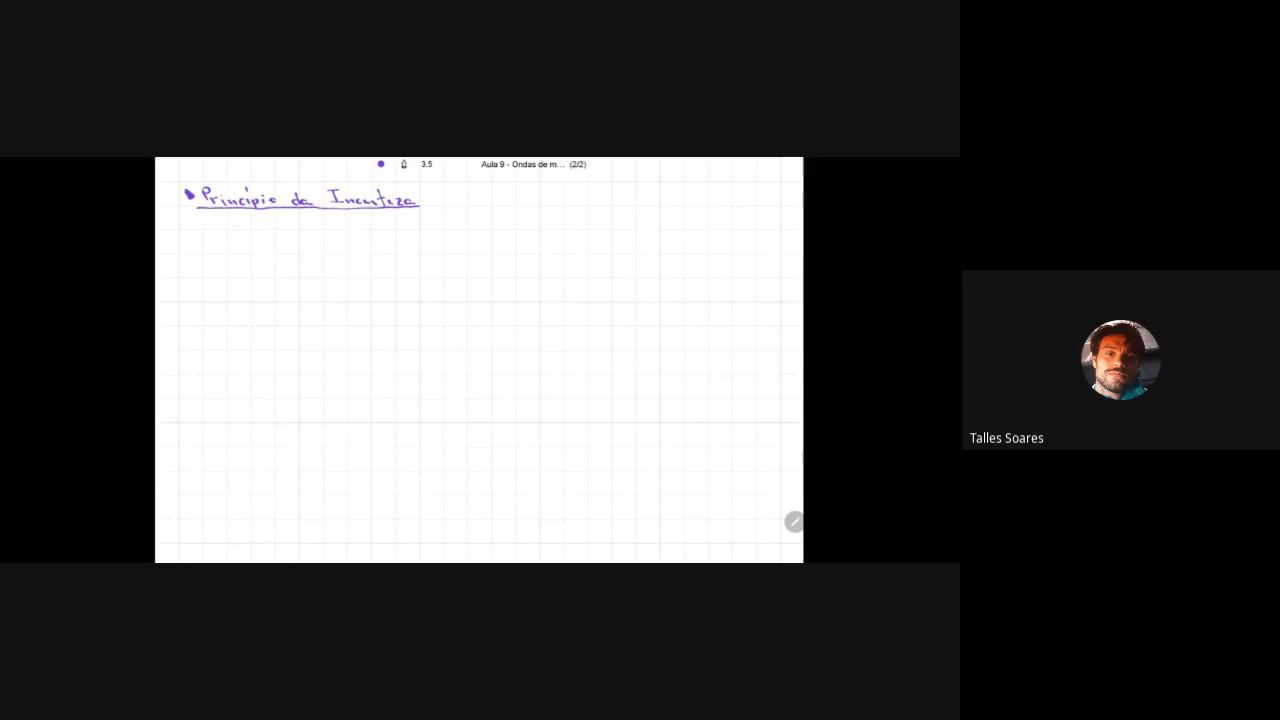 3.5 Aula 9 - Ondas de m... (2/2)
Princípio da Incerteza
Talles Soares